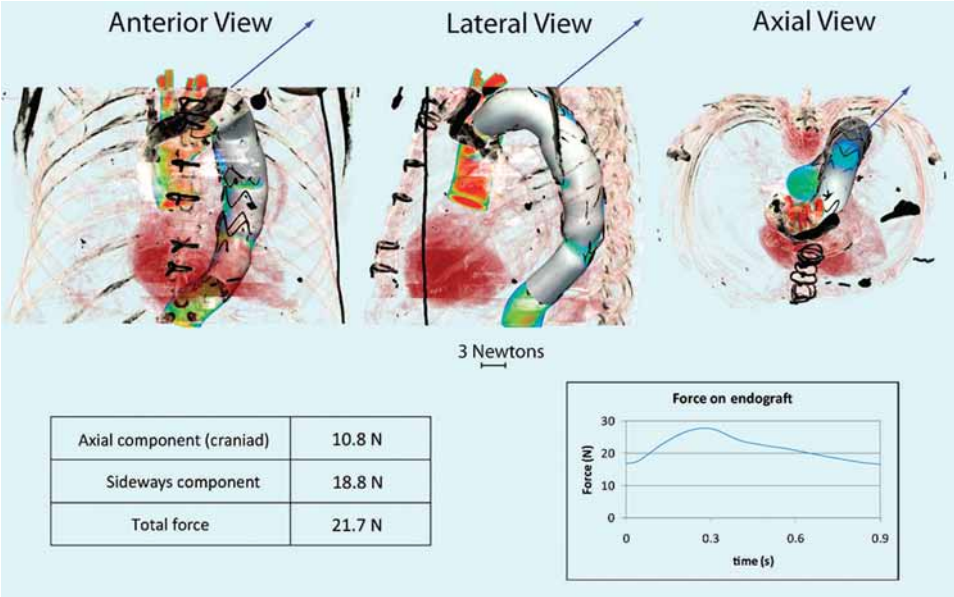 Anterior View
Lateral View
Axial View
3 Newtons
Axial component (craniad) 10.8 N
Sideways component 18.8 N
Total force 21.7 N
Force on endograft
30
20
10
0
Force (N)
0 0.3 0.6 0.9
time (s)